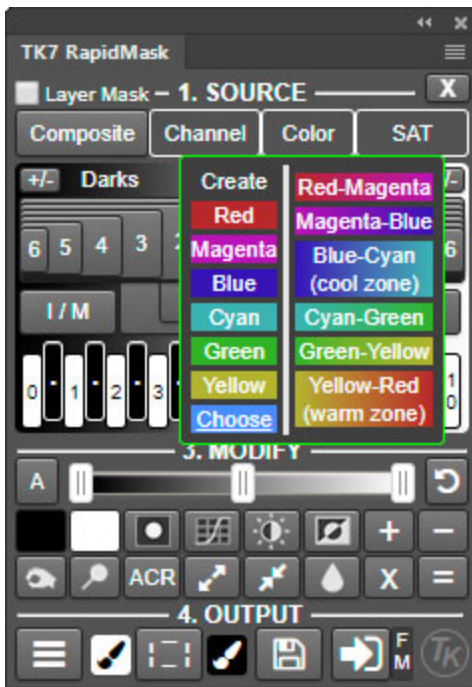 TK7 RapidMask
Layer Mask
1. SOURCE
X
Composite
Channel
Color
SAT
+/-
Darks
6 5 4 3
6
I / M
0 1 2 3
10
Create
Red
Magenta
Blue
Cyan
Green
Yellow
Choose
Red-Magenta
Magenta-Blue
Blue-Cyan
(cool zone)
Cyan-Green
Green-Yellow
Yellow-Red
(warm zone)
3. MODIFY
A
+ −
ACR
X =
4. OUTPUT
F
M
TK